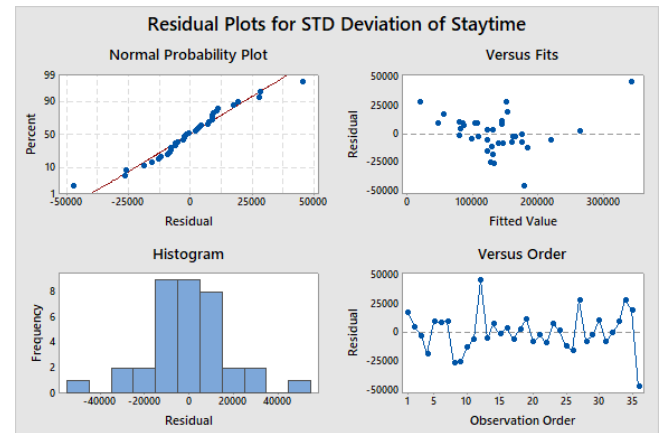 Residual Plots for STD Deviation of Staytime
Normal Probability Plot
99
90
50
10
1
Percent
-50000 -25000 0 25000 50000
Residual
Versus Fits
50000
25000
0
-25000
-50000
Residual
0 100000 200000 300000
Fitted Value
Histogram
8
6
4
2
0
Frequency
-40000 -20000 0 20000 40000
Residual
Versus Order
50000
25000
0
-25000
-50000
Residual
1 5 10 15 20 25 30 35
Observation Order